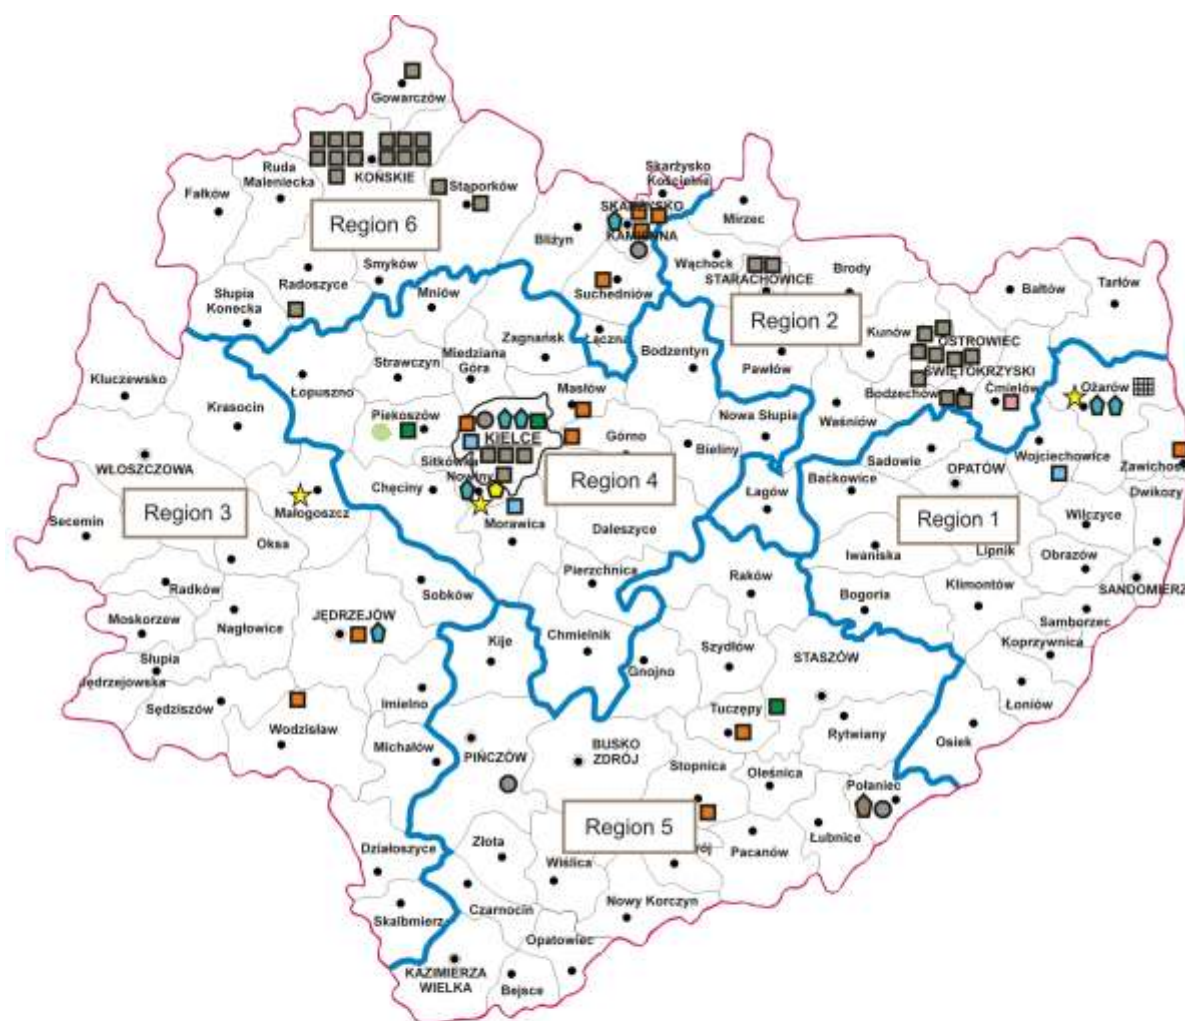 Gowarczów
KOŃSKIE
Ruda
Maleniecka
Fałków
Stąporków
Region 6
Radoszyce
Smyków
Słupia
Konecka
Mniów
Skarżysko
Kościelne
SKARŻYSKO
KAMIENNA
Bliżyn
Suchedniów
Łączna
Mirzec
Wąchock
STARACHOWICE
Brody
Region 2
Pawłów
Kunów
OSTROWIEC
ŚWIĘTOKRZYSKI
Bodzechów
Ćmielów
Waśniów
Bałtów
Tarłów
Ożarów
Zagnańsk
Bodzentyn
Strawczyn
Miedziana
Góra
Masłów
Łopuszno
Piekoszów
KIELCE
Sitkówka
Nowiny
Górno
Bieliny
Nowa Słupia
Chęciny
Region 4
Morawica
Daleszyce
Pierzchnica
Łagów
Chmielnik
Kluczewsko
Krasocin
WŁOSZCZOWA
Region 3
Małogoszcz
Secemin
Oksa
Radków
Moskorzew
Nagłowice
JĘDRZEJÓW
Sobków
Słupia
Jędrzejowska
Sędziszów
Imielno
Wodzisław
Michałów
Działoszyce
Skalbmierz
Sadowie
OPATÓW
Wojciechowice
Zawichost
Baćkowice
Dwikozy
Region 1
Wilczyce
Iwaniska
Lipnik
Obrazów
SANDOMIERZ
Klimontów
Bogoria
Samborzec
Koprzywnica
Łoniów
Osiek
Raków
Kije
Gnojno
Szydłów
STASZÓW
Tuczępy
Rytwiany
PIŃCZÓW
BUSKO
ZDRÓJ
Stopnica
Oleśnica
Połaniec
Region 5
Łubnice
Pacanów
Złota
Wiślica
Nowy Korczyn
Czarnocin
Opatowiec
KAZIMIERZA
WIELKA
Bejsce